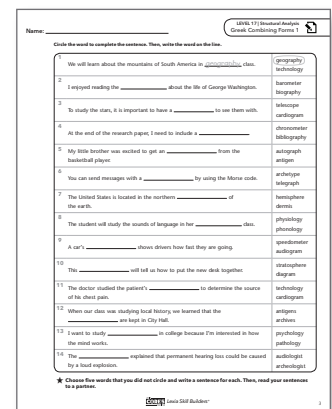 LEVEL 17 | Structural Analysis
Name: Greek Combining Forms 1
Circle the word to complete the sentence. Then, write the word on the line.
1 We will learn about the mountains of South America in geography class. geography technology
2 I enjoyed reading the about the life of George Washington. barometer biography
3 To study the stars, it is important to have a to see them with. telescope cardiogram
4 At the end of the research paper, I need to include a . chronometer bibliography
5 My little brother was excited to get an from the autograph
basketball player. antigen
6 You can send messages with a by using the Morse code. archetype telegraph
7 The United States is located in the northern of hemisphere
the earth. dermis
8 The student will study the sounds of language in her class. physiology phonology
9 A car's shows drivers how fast they are going. speedometer audiogram
10 This will tell us how to put the new desk together. stratosphere diagram
11 The doctor studied the patient's to determine the source technology
of his chest pain. cardiogram
12 When our class was studying local history, we learned that the antigens
are kept in City Hall. archives
13 I want to study in college because I'm interested in how psychology
the mind works. pathology
14 The explained that permanent hearing loss could be caused audiologist
by a loud explosion. archeologist
★ Choose five words that you did not circle and write a sentence for each. Then, read your sentences
to a partner.
Lexia Skill Builders®